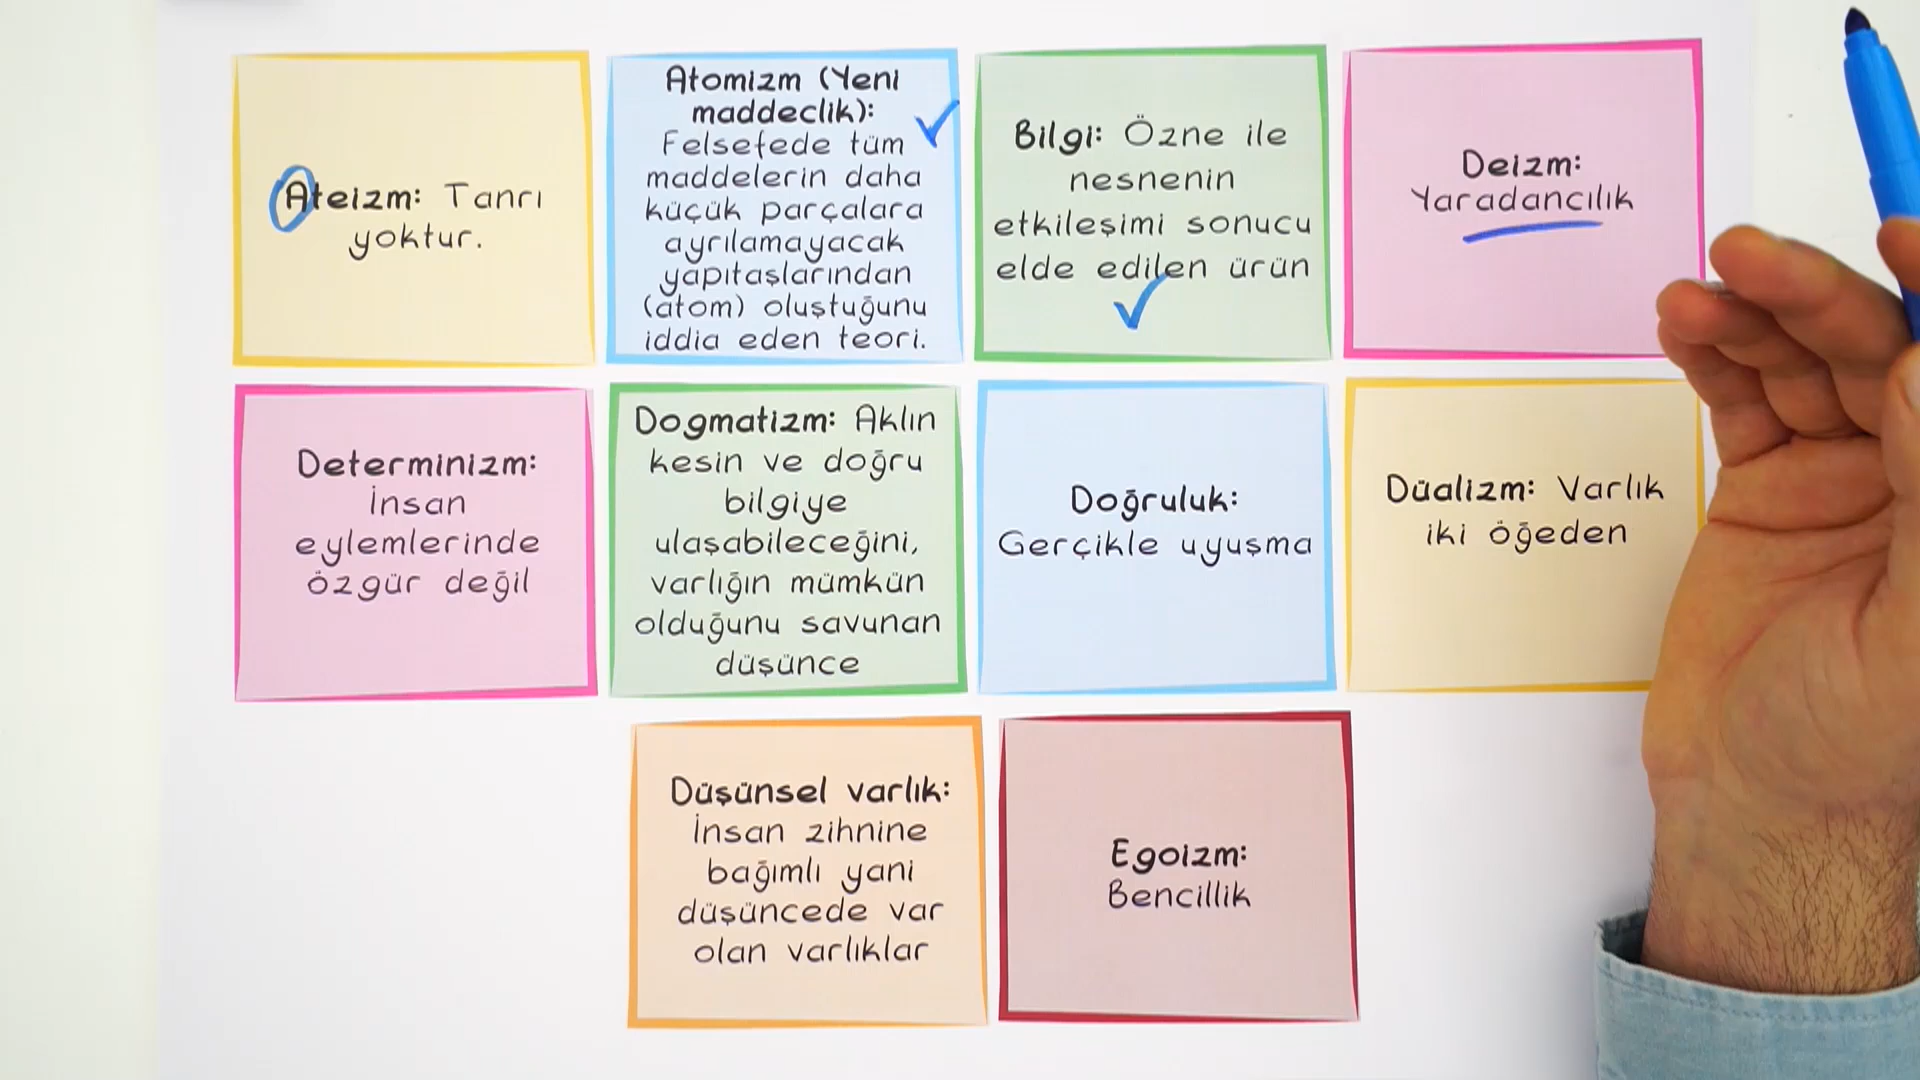 Ateizm: Tanrı
yoktur.
Atomizm (Yeni
maddeclik):
Felsefede tüm
maddelerin daha
küçük parçalara
ayrılamayacak
yapıtaşlarından
(atom) oluştuğunu
iddia eden teori.
Bilgi: Özne ile
nesnenin
etkileşimi sonucu
elde edilen ürün
Deizm:
Yaradancılık
Determinizm:
İnsan
eylemlerinde
özgür değil
Dogmatizm: Aklın
kesin ve doğru
bilgiye
ulaşabileceğini,
varlığın mümkün
olduğunu savunan
düşünce
Doğruluk:
Gerçikle uyuşma
Düalizm: Varlık
iki öğeden
Düşünsel varlık:
İnsan zihnine
bağımlı yani
düşüncede var
olan varlıklar
Egoizm:
Bencillik